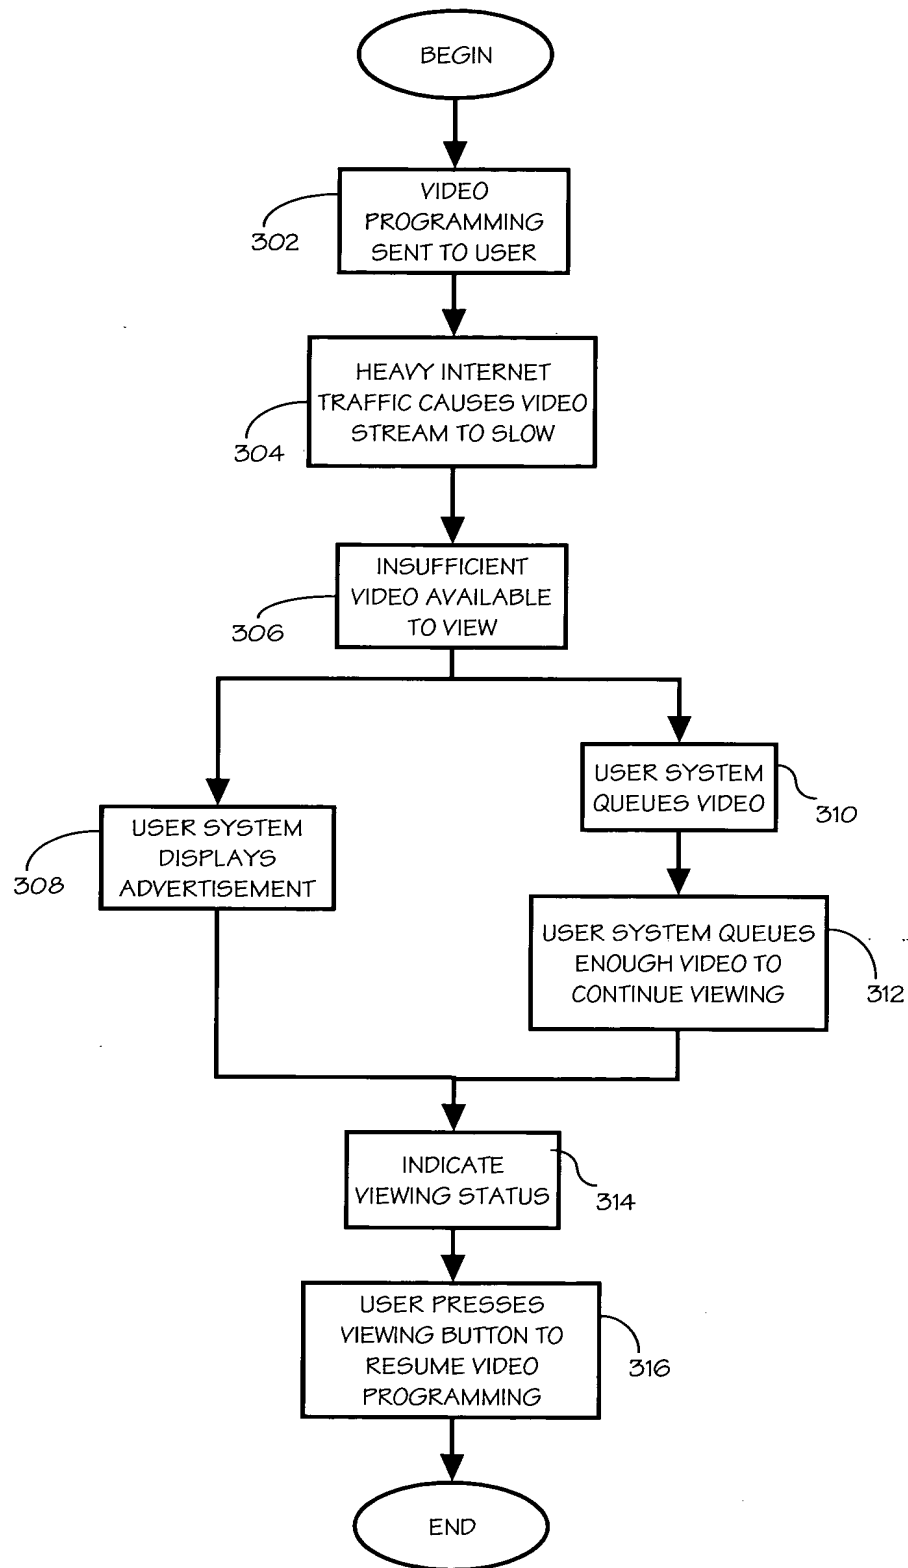 BEGIN
VIDEO
PROGRAMMING
SENT TO USER
302
HEAVY INTERNET
TRAFFIC CAUSES VIDEO
STREAM TO SLOW
304
INSUFFICIENT
VIDEO AVAILABLE
TO VIEW
306
USER SYSTEM
QUEUES VIDEO
310
USER SYSTEM
DISPLAYS
ADVERTISEMENT
308
USER SYSTEM QUEUES
ENOUGH VIDEO TO
CONTINUE VIEWING
312
INDICATE
VIEWING STATUS
314
USER PRESSES
VIEWING BUTTON TO
RESUME VIDEO
PROGRAMMING
316
END